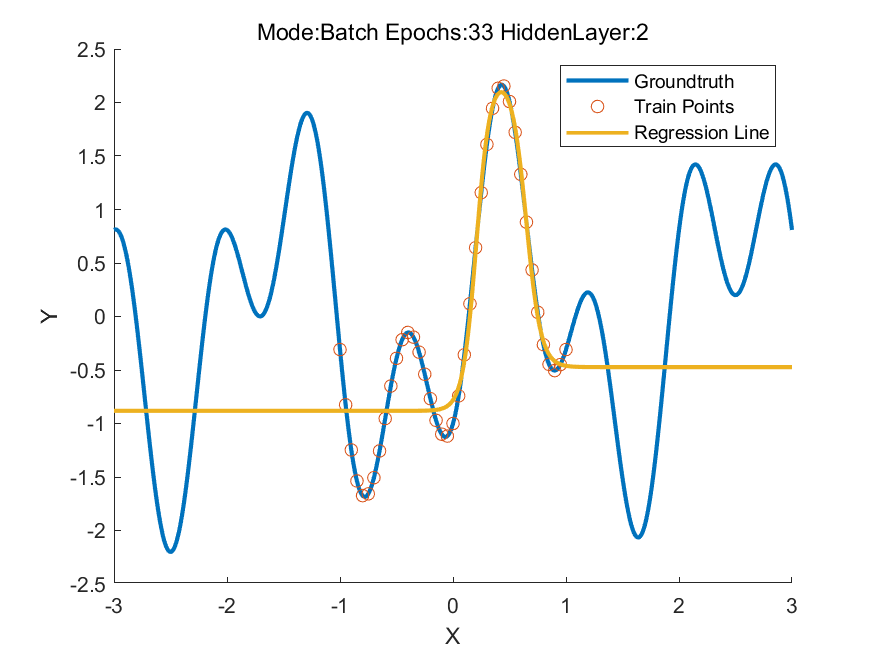 Mode:Batch Epochs:33 HiddenLayer:2
2.5
2
1.5
1
0.5
0
-0.5
-1
-1.5
-2
-2.5
Y
Groundtruth
Train Points
Regression Line
-3 -2 -1 0 1 2 3
X